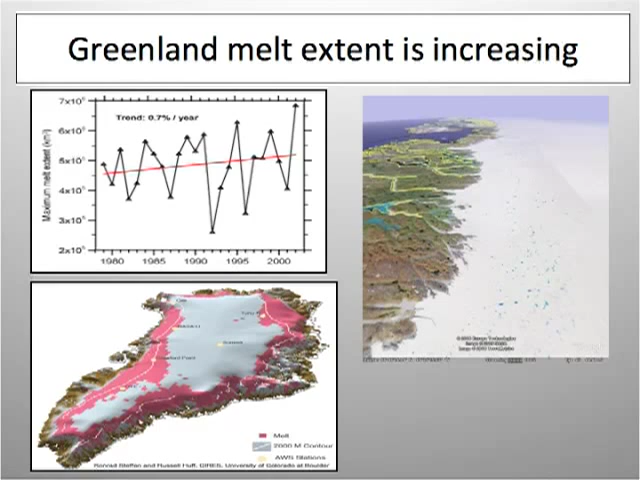 Greenland melt extent is increasing
7x10⁵
6x10⁵
5x10⁵
4x10⁵
3x10⁵
2x10⁵
Maximum melt extent (km²)
Trend: 0.7% / year
1980 1985 1990 1995 2000
Melt
2000 M Contour
AWS Stations
Konrad Steffen and Russell Huff, CIRES, University of Colorado at Boulder